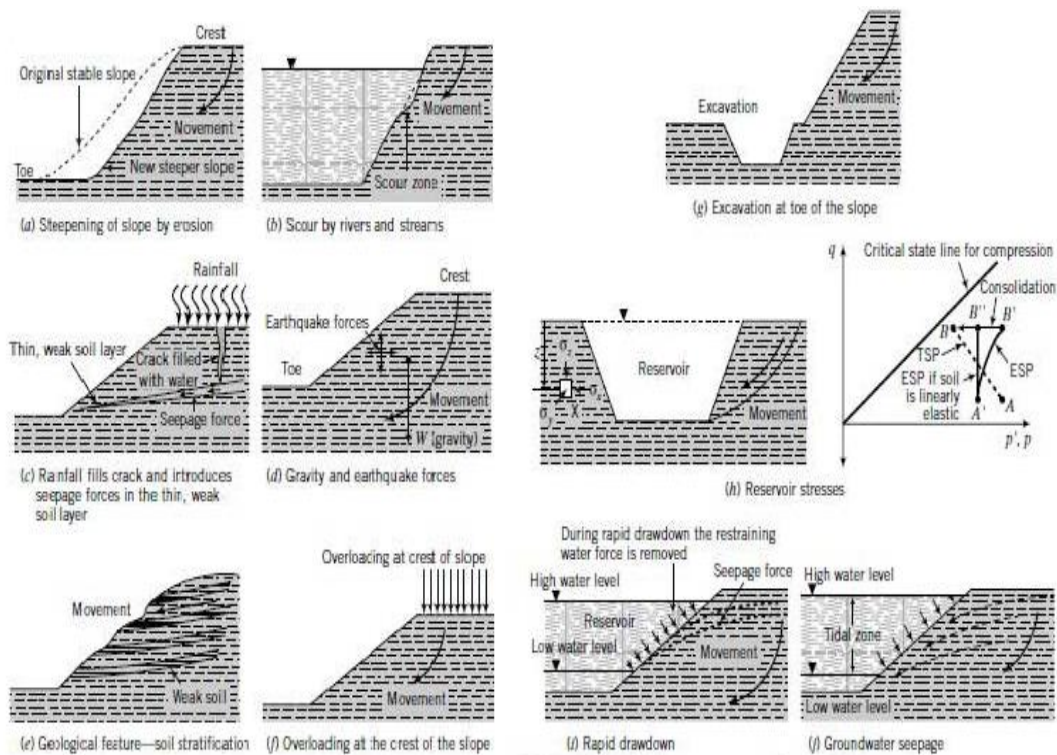 Crest
Original stable slope
Movement
Toe
New steeper slope
(a) Steepening of slope by erosion
Movement
Scour zone
(b) Scour by rivers and streams
Excavation
Movement
(g) Excavation at toe of the slope
Rainfall
Thin, weak soil layer
Crack filled
with water
Seepage force
(c) Rainfall fills crack and introduces
seepage forces in the thin, weak
soil layer
Crest
Earthquake forces
Toe
Movement
W (gravity)
(d) Gravity and earthquake forces
z
σz
X
Reservoir
Movement
q
Critical state line for compression
Consolidation
B B'' B'
TSP
ESP
ESP if soil
is linearly
elastic
A' A
p', p
(h) Reservoir stresses
Movement
Weak soil
(e) Geological feature—soil stratification
Overloading at crest of slope
Movement
(f) Overloading at the crest of the slope
During rapid drawdown the restraining
water force is removed
High water level
Seepage force
Reservoir
Low water level
Movement
(i) Rapid drawdown
High water level
Tidal zone
Low water level
(j) Groundwater seepage